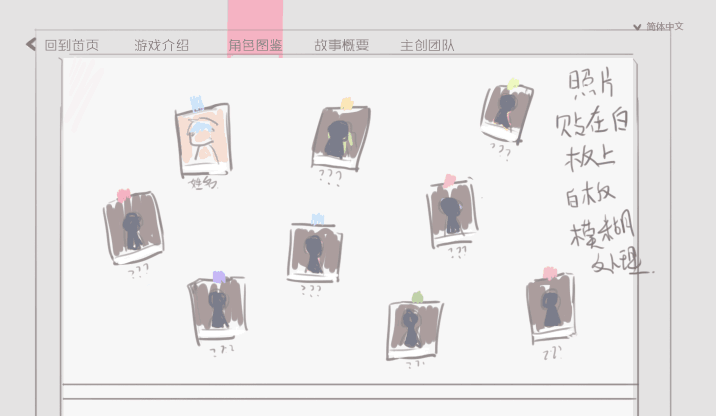 简体中文
回到首页
游戏介绍
角色图鉴
故事概要
主创团队
照片
贴在白
板上
白板
模糊
处理
姓名
???
???
???
???
???
???
???
???